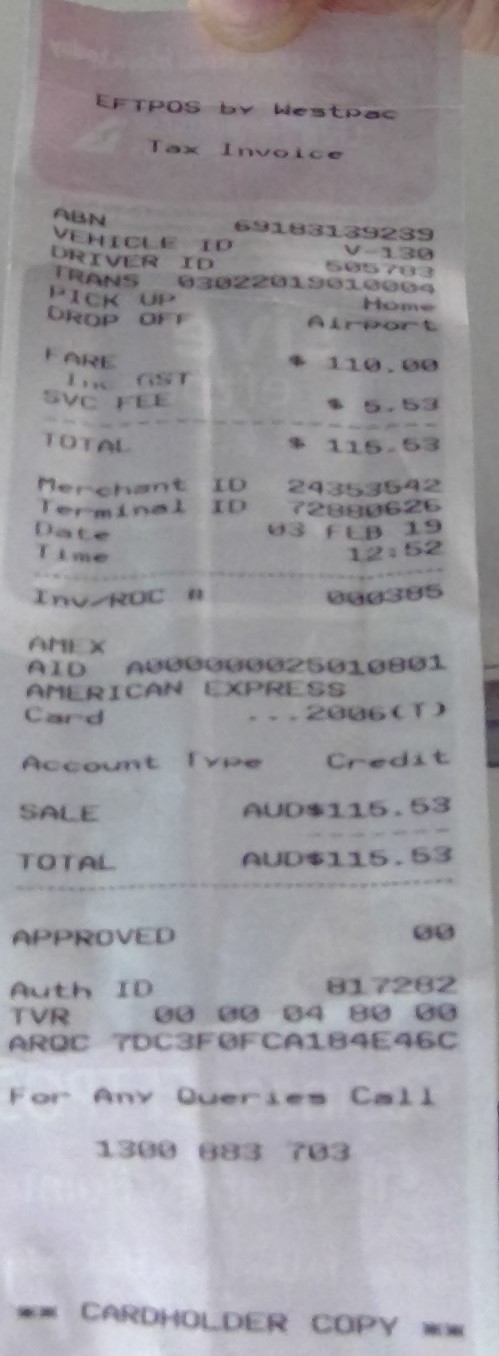 EFTPOS by Westpac
Tax Invoice
ABN 69183139239
VEHICLE ID V-130
DRIVER ID 505783
TRANS 03022019010004
PICK UP Home
DROP OFF Airport
FARE $ 110.00
Inc GST
SVC FEE $ 5.53
TOTAL $ 115.53
Merchant ID 24353542
Terminal ID 72880626
Date 03 FEB 19
Time 12:52
Inv/ROC # 000385
AMEX
AID A000000025010801
AMERICAN EXPRESS
Card ...2006(T)
Account Type Credit
SALE AUD$115.53
TOTAL AUD$115.53
APPROVED 00
Auth ID 817282
TVR 00 00 04 80 00
ARQC 7DC3F0FCA184E46C
For Any Queries Call
1300 883 703
** CARDHOLDER COPY **